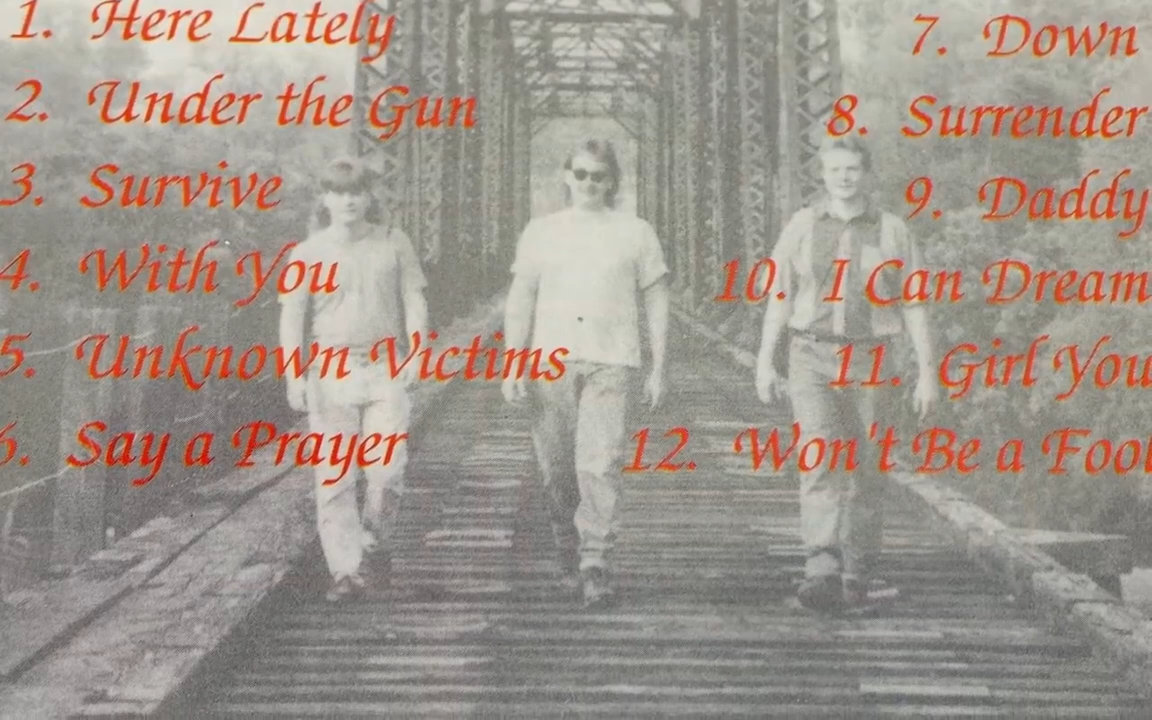 1. Here Lately
2. Under the Gun
3. Survive
4. With You
5. Unknown Victims
6. Say a Prayer
7. Down
8. Surrender
9. Daddy
10. I Can Dream
11. Girl You
12. Won't Be a Fool